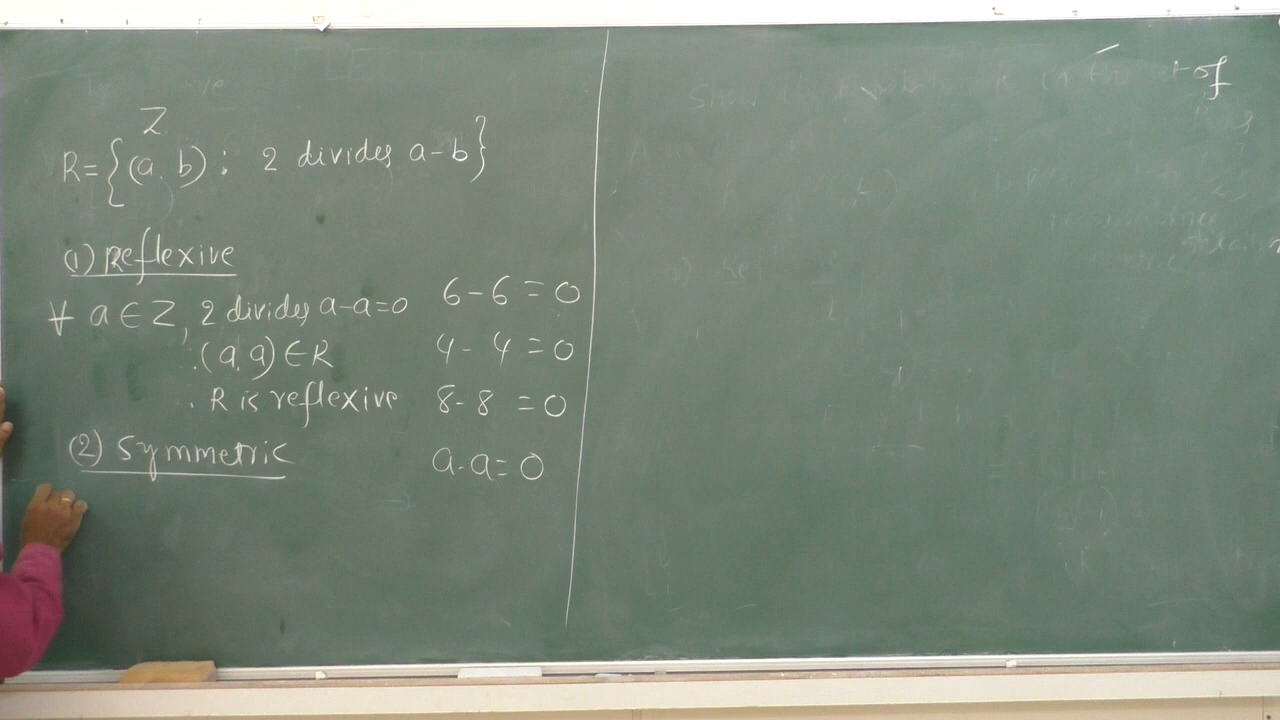 Z
R={(a, b) : 2 divides a-b}
(1) Reflexive
∀ a∈Z, 2 divides a-a=0
∴(a,a)∈R
∴ R is reflexive
(2) Symmetric
6-6=0
4-4=0
8-8=0
a-a=0
of